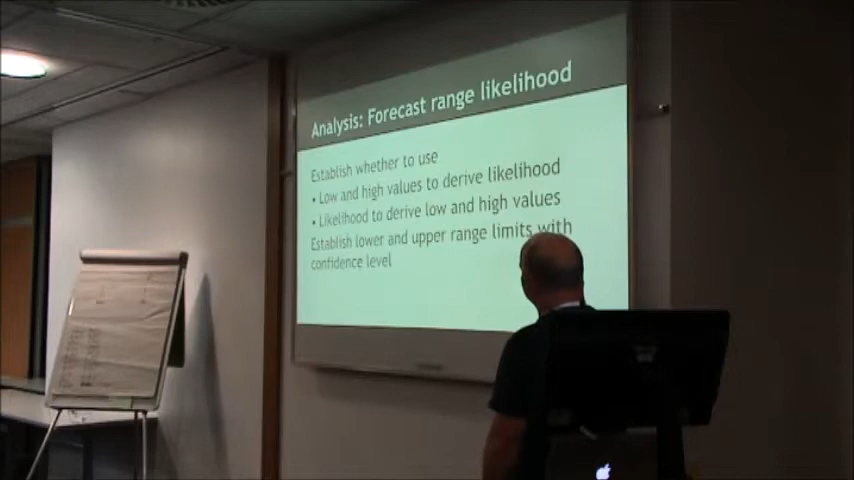 Analysis: Forecast range likelihood
Establish whether to use
• Low and high values to derive likelihood
• Likelihood to derive low and high values
Establish lower and upper range limits with
confidence level